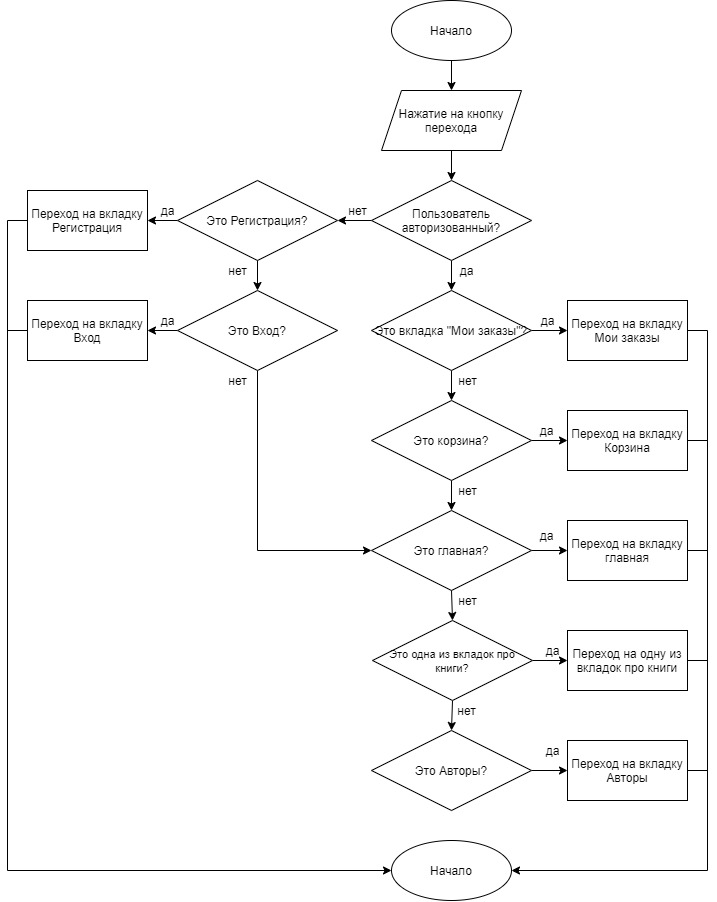 Начало
Нажатие на кнопку
перехода
Переход на вкладку
Регистрация
да
Это Регистрация?
нет
Пользователь
авторизованный?
нет
да
Переход на вкладку
Вход
да
Это Вход?
Это вкладка "Мои заказы"?
да
Переход на вкладку
Мои заказы
нет
нет
Это корзина?
да
Переход на вкладку
Корзина
нет
Это главная?
да
Переход на вкладку
главная
нет
Это одна из вкладок про
книги?
да
Переход на одну из
вкладок про книги
нет
Это Авторы?
да
Переход на вкладку
Авторы
Начало